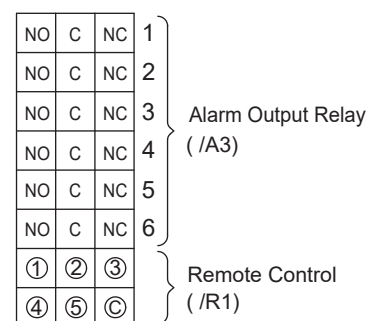 NO C NC 1
NO C NC 2
NO C NC 3
NO C NC 4
NO C NC 5
NO C NC 6
Alarm Output Relay
( /A3)
① ② ③
④ ⑤ Ⓒ
Remote Control
( /R1)